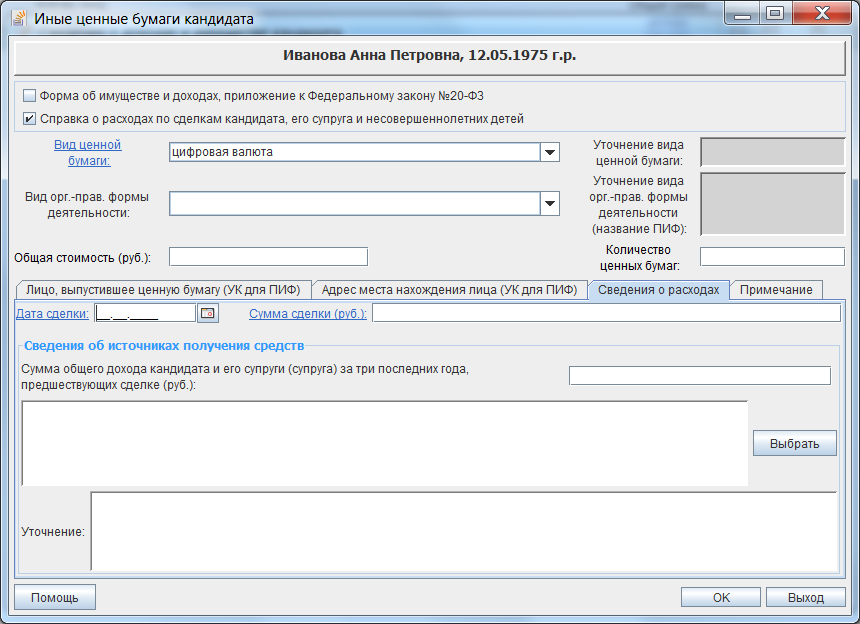 Иные ценные бумаги кандидата
Иванова Анна Петровна, 12.05.1975 г.р.
Форма об имуществе и доходах, приложение к Федеральному закону №20-ФЗ
Справка о расходах по сделкам кандидата, его супруга и несовершеннолетних детей
Вид ценной
бумаги:
цифровая валюта
Уточнение вида
ценной бумаги:
Вид орг.-прав. формы
деятельности:
Уточнение вида
орг.-прав. формы
деятельности
(название ПИФ):
Общая стоимость (руб.):
Количество
ценных бумаг:
Лицо, выпустившее ценную бумагу (УК для ПИФ)
Адрес места нахождения лица (УК для ПИФ)
Сведения о расходах
Примечание
Дата сделки:
__.__.____
Сумма сделки (руб.):
Сведения об источниках получения средств
Сумма общего дохода кандидата и его супруги (супруга) за три последних года,
предшествующих сделке (руб.):
Выбрать
Уточнение:
Помощь
OK
Выход